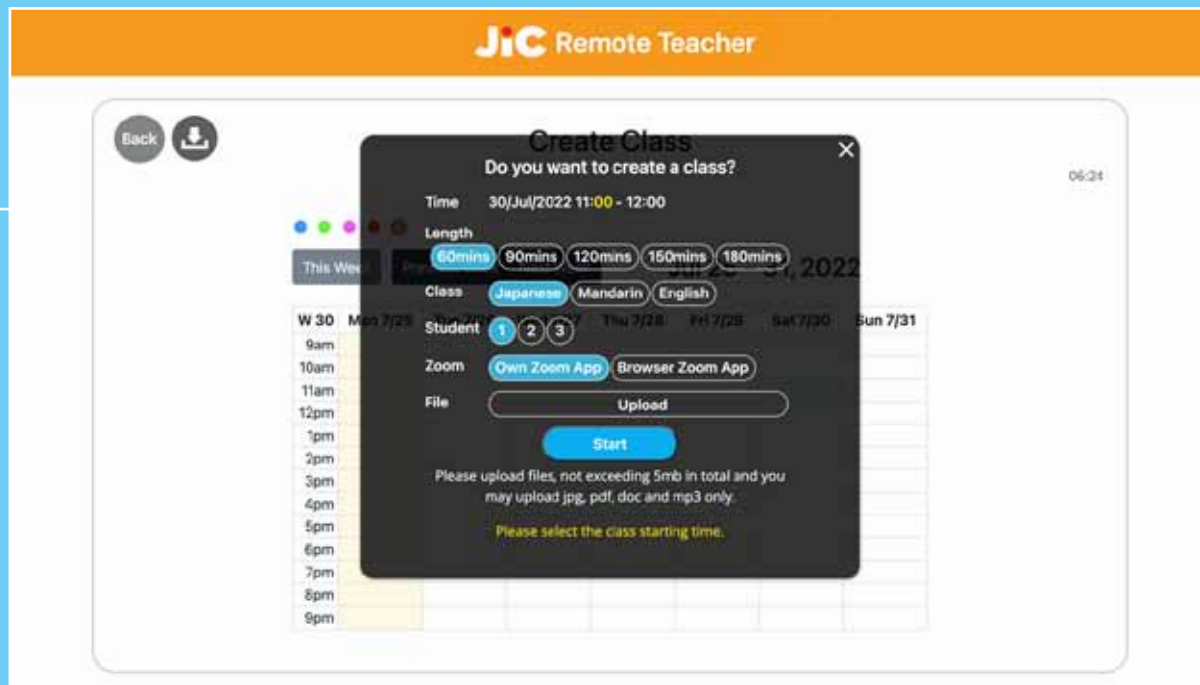 JiC Remote Teacher
Back
Create Class
06:24
Do you want to create a class?
Time 30/Jul/2022 11:00 - 12:00
Length
60mins 90mins 120mins 150mins 180mins
This Week
31, 2022
Class Japanese Mandarin English
W 30 Mon 7/25 Thu 7/28 Fri 7/29 Sat 7/30 Sun 7/31
Student 1 2 3
9am
10am
Zoom Own Zoom App Browser Zoom App
11am
File Upload
12pm
1pm
Start
2pm
3pm
Please upload files, not exceeding 5mb in total and you
4pm
may upload jpg, pdf, doc and mp3 only.
5pm
Please select the class starting time.
6pm
7pm
8pm
9pm